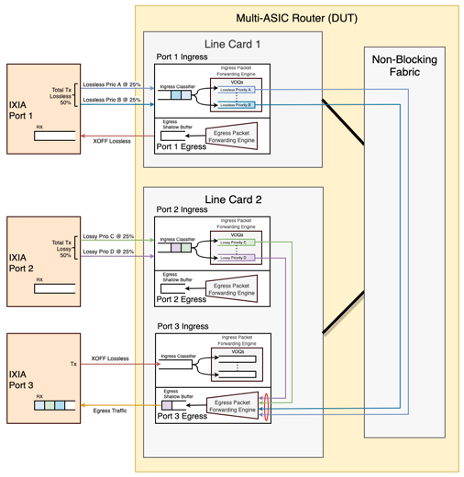 Multi-ASIC Router (DUT)
Line Card 1
Port 1 Ingress
Ingress Packet
Forwarding Engine
VOQs
Ingress Classifier
Lossless Prio A
Lossless Prio B
Egress
Shallow Buffer
Egress Packet
Forwarding Engine
Port 1 Egress
Non-Blocking
Fabric
IXIA
Port 1
Total Tx
Lossless
50%
RX
Lossless Prio A @ 25%
Lossless Prio B @ 25%
XOFF Lossless
Line Card 2
Port 2 Ingress
Ingress Packet
Forwarding Engine
VOQs
Ingress Classifier
Lossy Priority C
Lossy Priority D
Egress
Shallow Buffer
Egress Packet
Forwarding Engine
Port 2 Egress
IXIA
Port 2
Total Tx
Lossy
50%
RX
Lossy Prio C @ 25%
Lossy Prio D @ 25%
Port 3 Ingress
Ingress Packet
Forwarding Engine
VOQs
Ingress Classifier
Egress
Shallow Buffer
Egress Packet
Forwarding Engine
Port 3 Egress
IXIA
Port 3
Tx
RX
XOFF Lossless
Egress Traffic